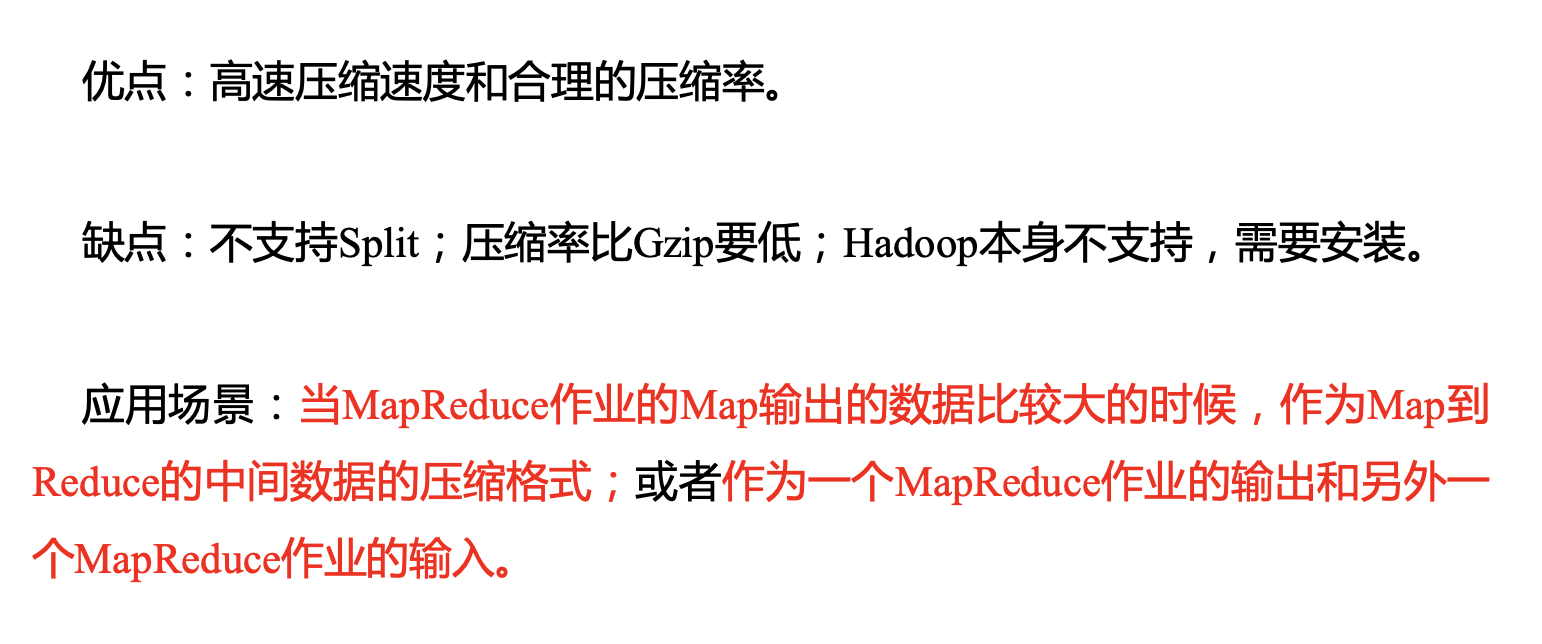 优点：高速压缩速度和合理的压缩率。
缺点：不支持Split；压缩率比Gzip要低；Hadoop本身不支持，需要安装。
应用场景：当MapReduce作业的Map输出的数据比较大的时候，作为Map到
Reduce的中间数据的压缩格式；或者作为一个MapReduce作业的输出和另外一
个MapReduce作业的输入。